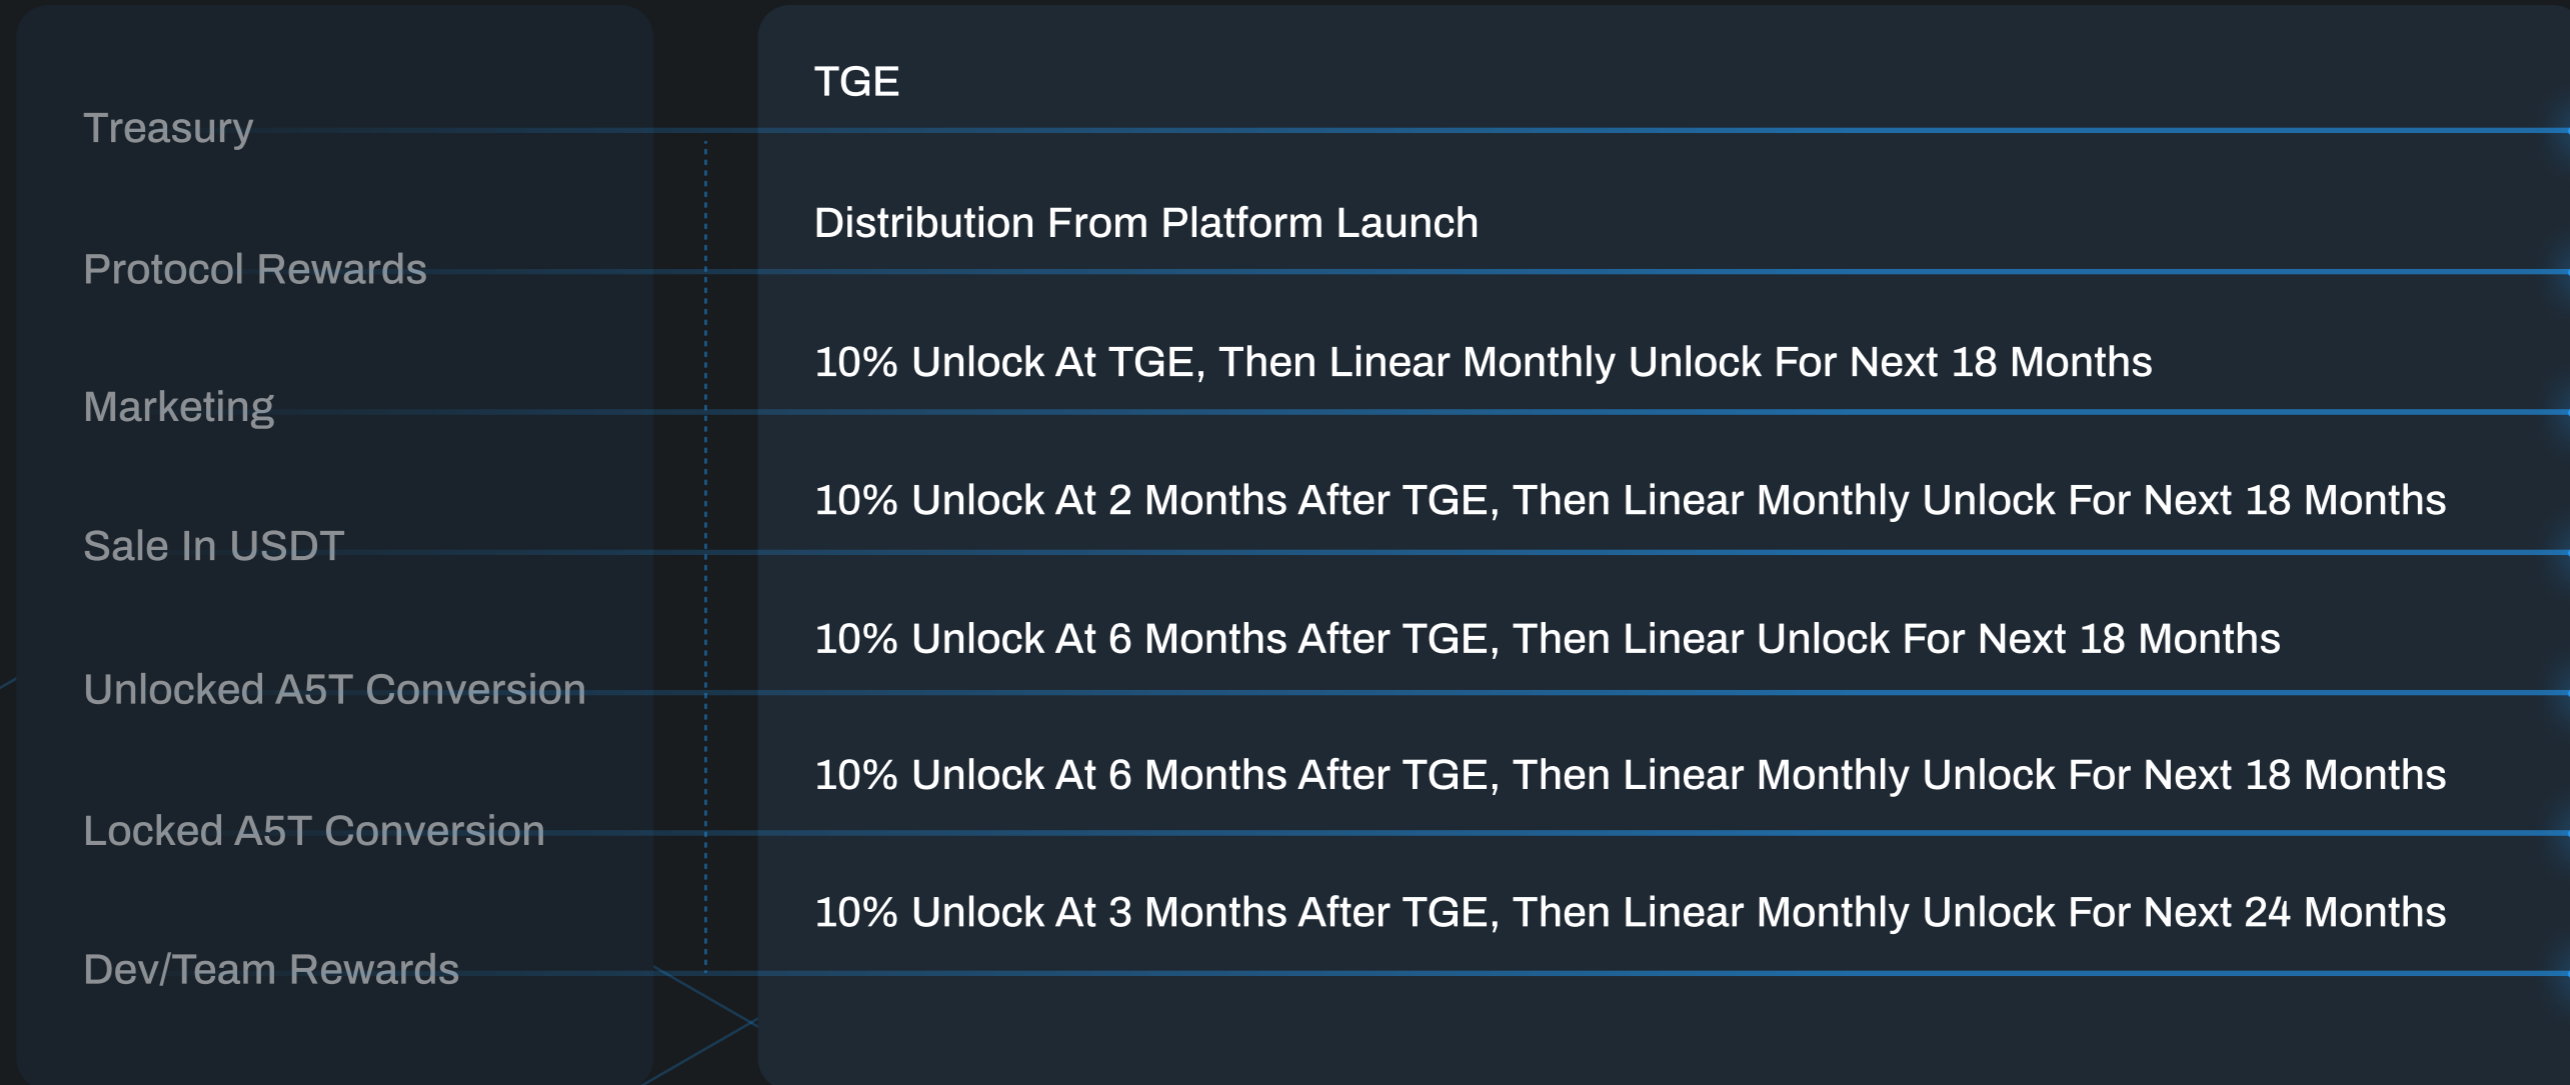 Treasury
TGE
Protocol Rewards
Distribution From Platform Launch
Marketing
10% Unlock At TGE, Then Linear Monthly Unlock For Next 18 Months
Sale In USDT
10% Unlock At 2 Months After TGE, Then Linear Monthly Unlock For Next 18 Months
Unlocked A5T Conversion
10% Unlock At 6 Months After TGE, Then Linear Unlock For Next 18 Months
Locked A5T Conversion
10% Unlock At 6 Months After TGE, Then Linear Monthly Unlock For Next 18 Months
Dev/Team Rewards
10% Unlock At 3 Months After TGE, Then Linear Monthly Unlock For Next 24 Months